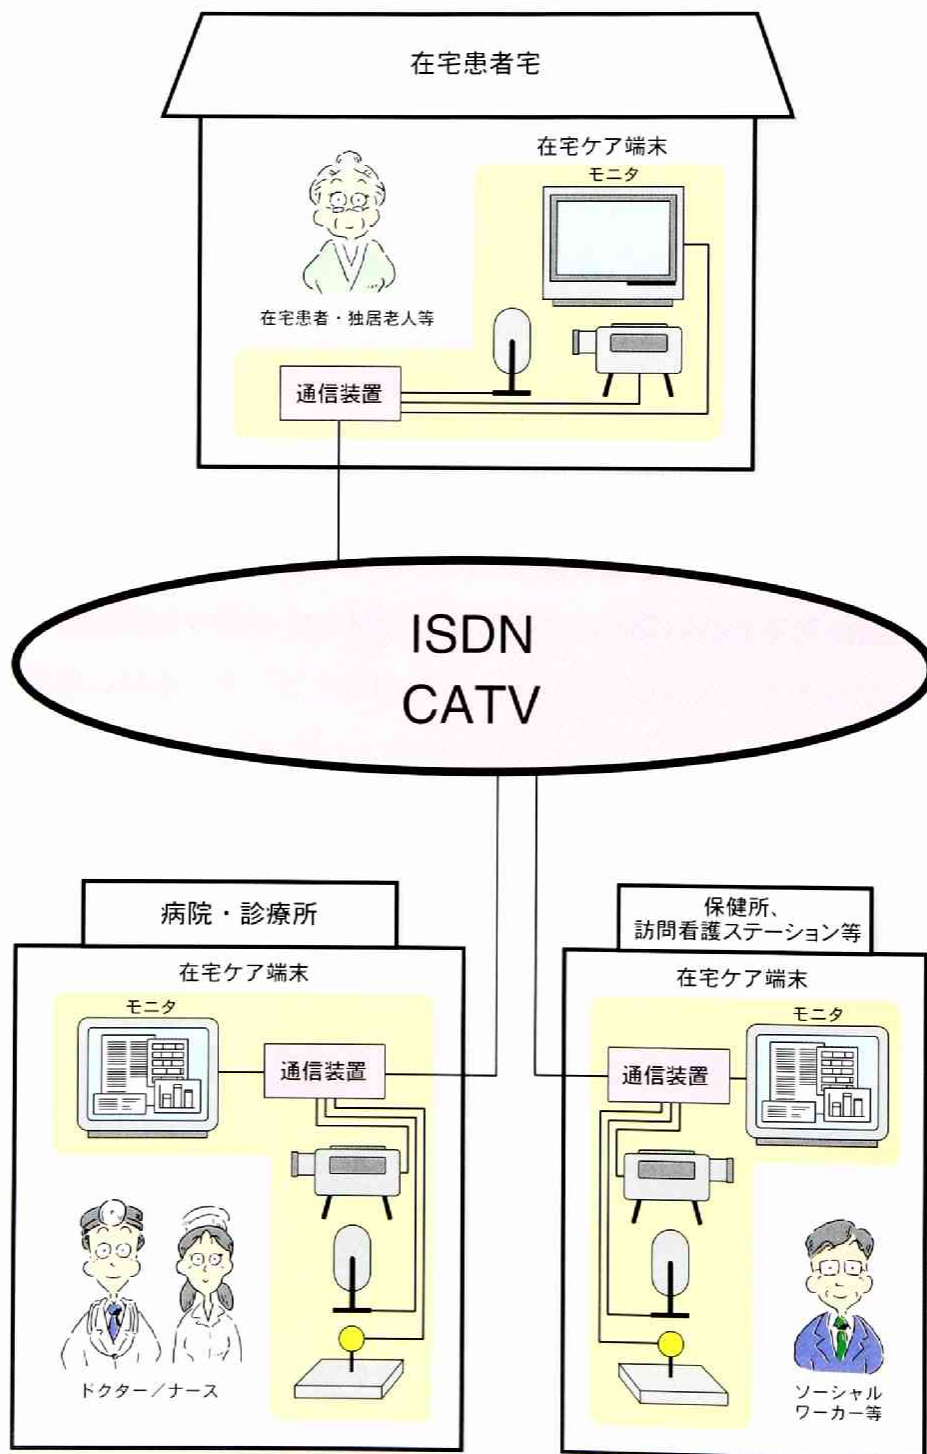 在宅患者宅
在宅ケア端末
モニタ
在宅患者・独居老人等
通信装置
ISDN
CATV
病院・診療所
在宅ケア端末
モニタ
通信装置
ドクター／ナース
保健所、
訪問看護ステーション等
在宅ケア端末
モニタ
通信装置
ソーシャル
ワーカー等